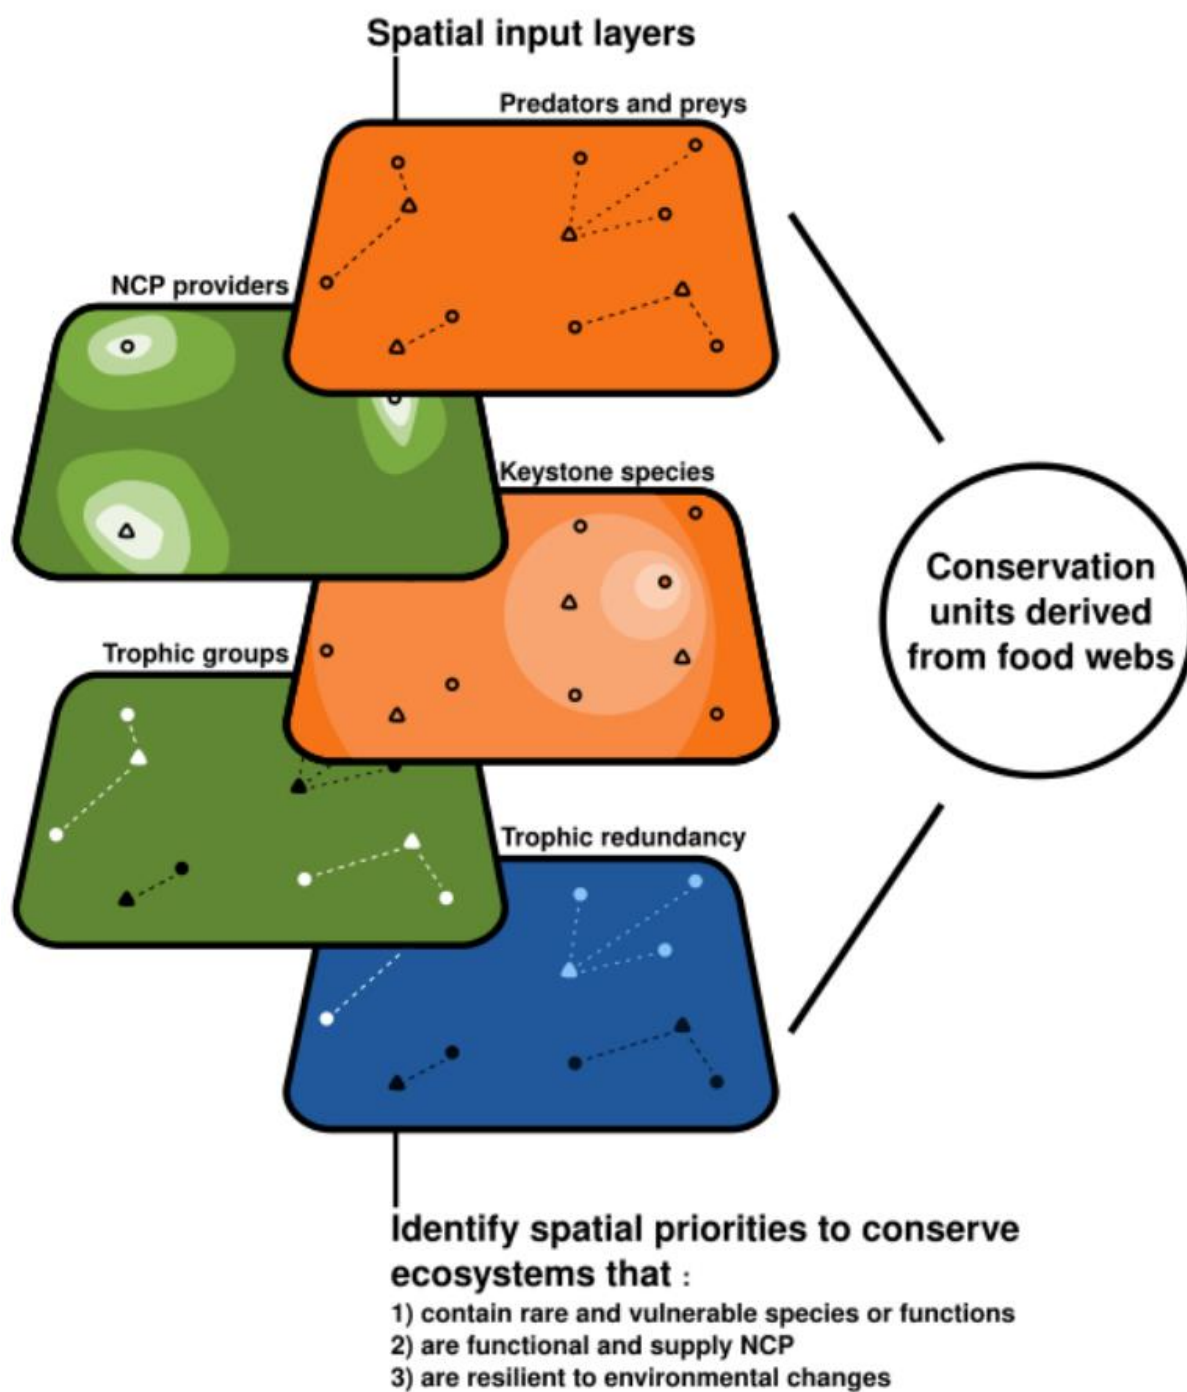 Spatial input layers
Predators and preys
NCP providers
Keystone species
Conservation
units derived
from food webs
Trophic groups
Trophic redundancy
Identify spatial priorities to conserve
ecosystems that :
1) contain rare and vulnerable species or functions
2) are functional and supply NCP
3) are resilient to environmental changes